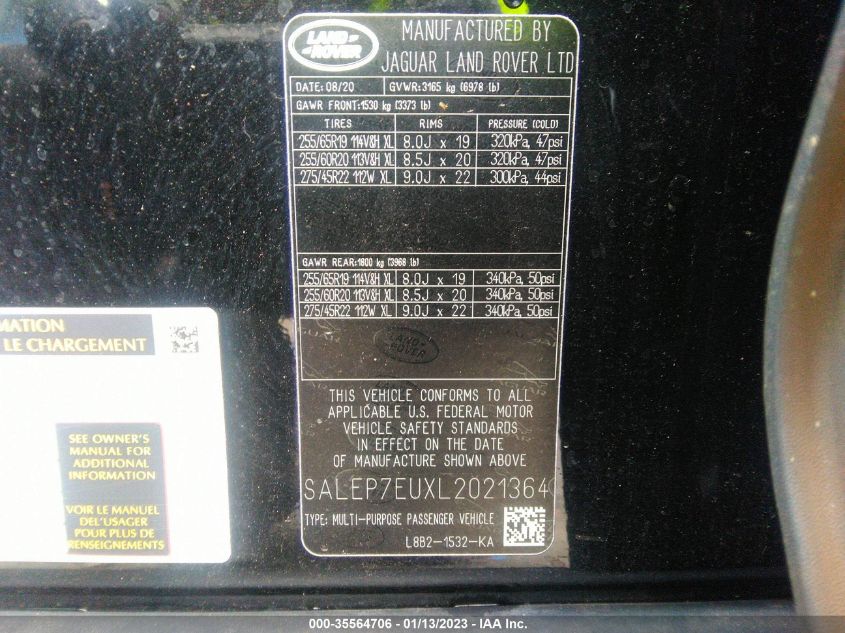 LAND
ROVER
MANUFACTURED BY
JAGUAR LAND ROVER LTD
DATE: 08/20 GVWR: 3165 kg (6978 lb)
GAWR FRONT: 1530 kg (3373 lb)
TIRES RIMS PRESSURE (COLD)
255/65R19 114V&H XL 8.0J x 19 320kPa, 47psi
255/60R20 113V&H XL 8.5J x 20 320kPa, 47psi
275/45R22 112W XL 9.0J x 22 300kPa, 44psi
GAWR REAR: 1800 kg (3968 lb)
255/65R19 114V&H XL 8.0J x 19 340kPa, 50psi
255/60R20 113V&H XL 8.5J x 20 340kPa, 50psi
275/45R22 112W XL 9.0J x 22 340kPa, 50psi
LAND
ROVER
THIS VEHICLE CONFORMS TO ALL
APPLICABLE U.S. FEDERAL MOTOR
VEHICLE SAFETY STANDARDS
IN EFFECT ON THE DATE
OF MANUFACTURE SHOWN ABOVE
SALEP7EUXL2021364
TYPE: MULTI-PURPOSE PASSENGER VEHICLE
L8B2-1532-KA
MATION
LE CHARGEMENT
SEE OWNER'S
MANUAL FOR
ADDITIONAL
INFORMATION
VOIR LE MANUEL
DEL'USAGER
POUR PLUS DE
RENSEIGNEMENTS
000-35564706 - 01/13/2023 - IAA Inc.